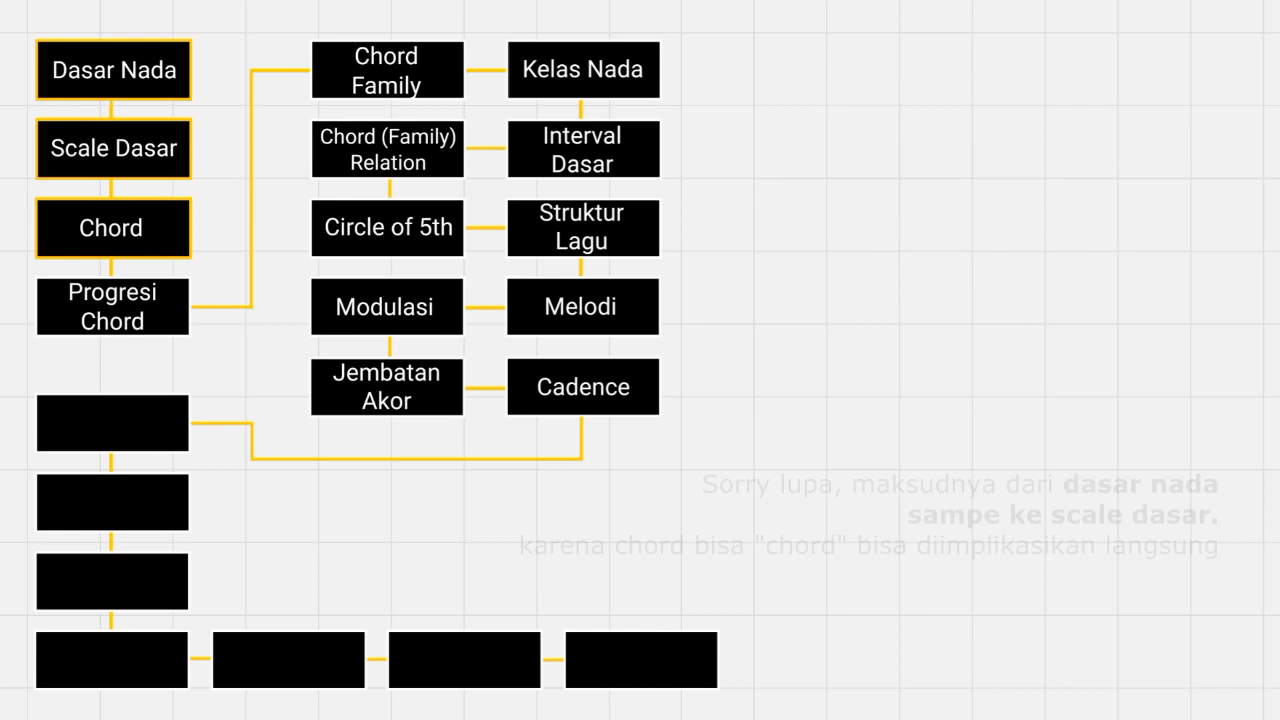 Dasar Nada
Scale Dasar
Chord
Progresi
Chord
Chord
Family
Kelas Nada
Chord (Family)
Relation
Interval
Dasar
Circle of 5th
Struktur
Lagu
Modulasi
Melodi
Jembatan
Akor
Cadence
Sorry lupa, maksudnya dari dasar nada
sampe ke scale dasar.
karena chord bisa "chord" bisa diimplikasikan langsung